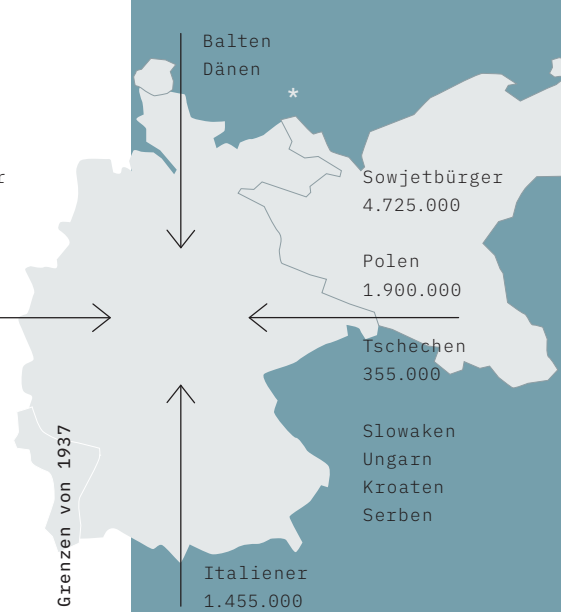 Balten
Dänen
*
r
Sowjetbürger
4.725.000
Polen
1.900.000
Tschechen
355.000
Slowaken
Ungarn
Kroaten
Serben
Grenzen von 1937
Italiener
1.455.000